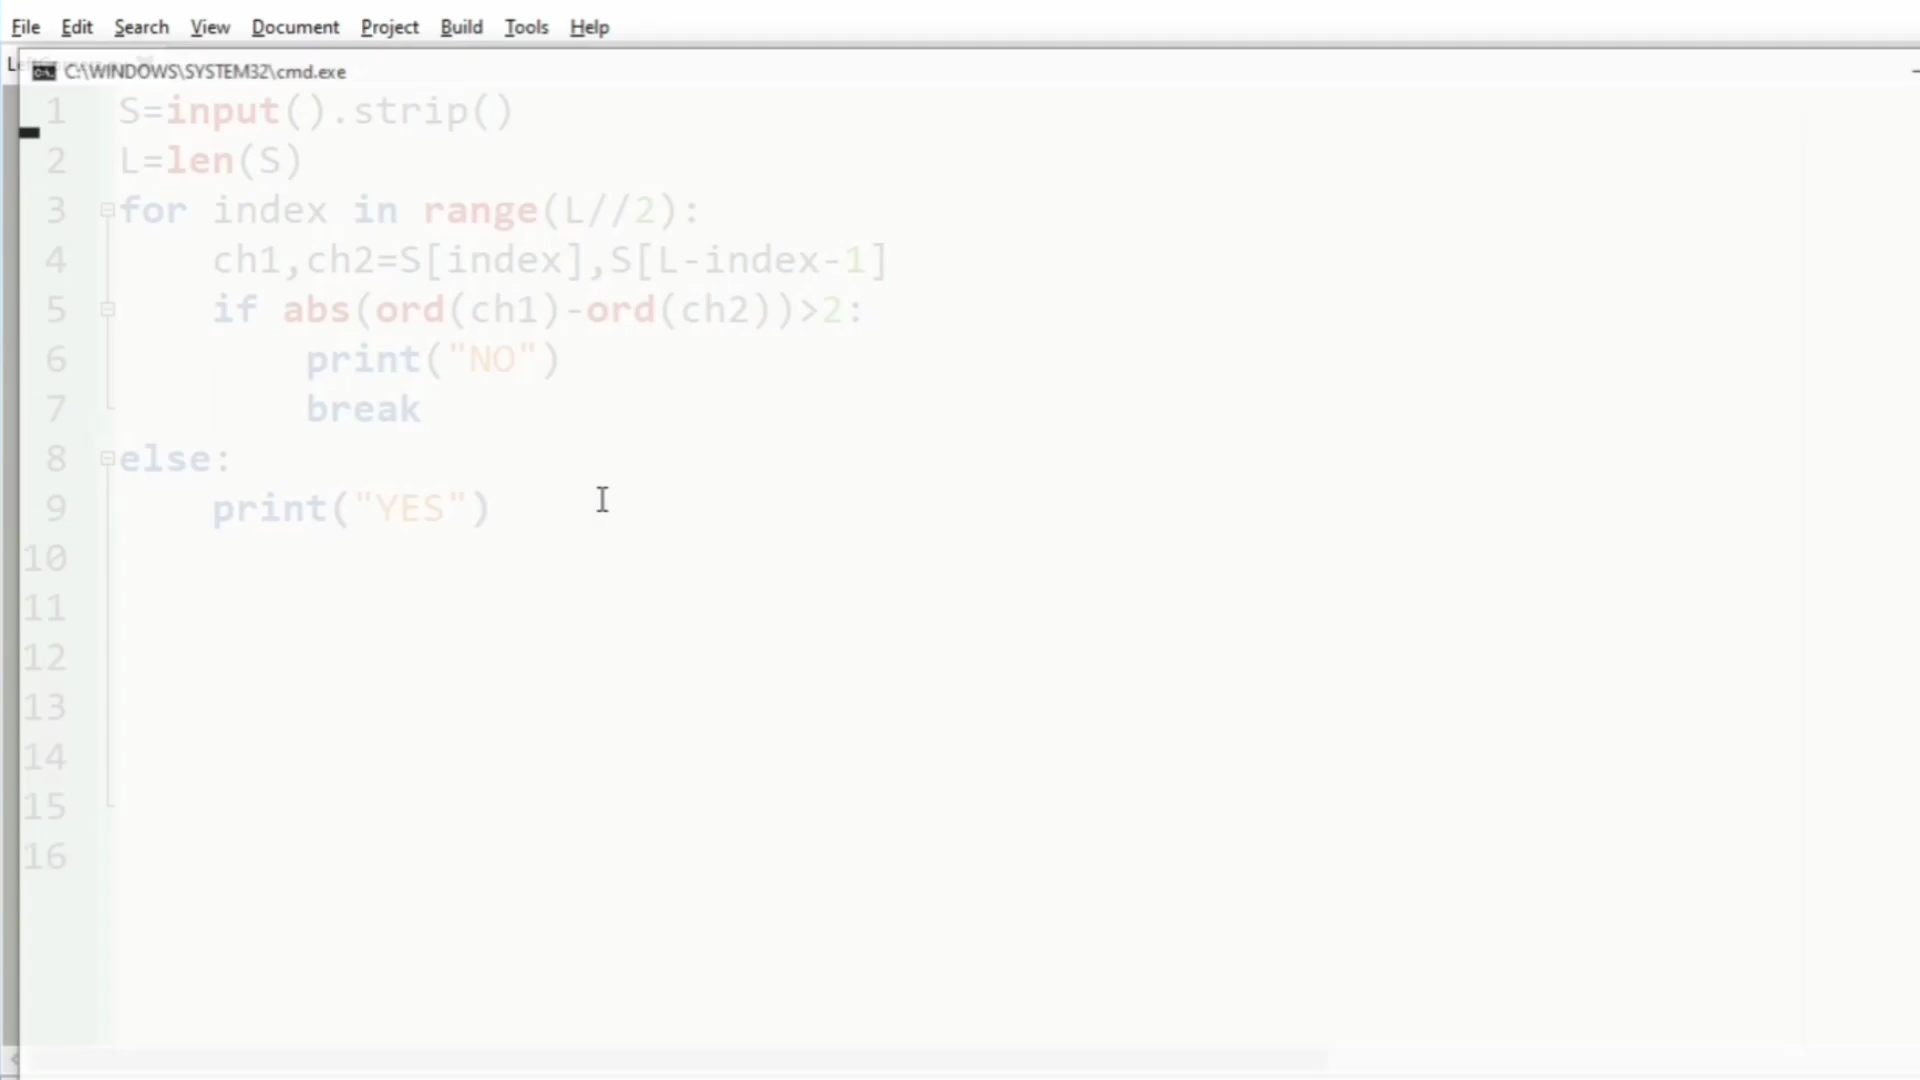 File Edit Search View Document Project Build Tools Help
C:\WINDOWS\SYSTEM32\cmd.exe
1 S=input().strip()
2 L=len(S)
3 for index in range(L//2):
4 ch1,ch2=S[index],S[L-index-1]
5 if abs(ord(ch1)-ord(ch2))>2:
6 print("NO")
7 break
8 else:
9 print("YES")
10
11
12
13
14
15
16